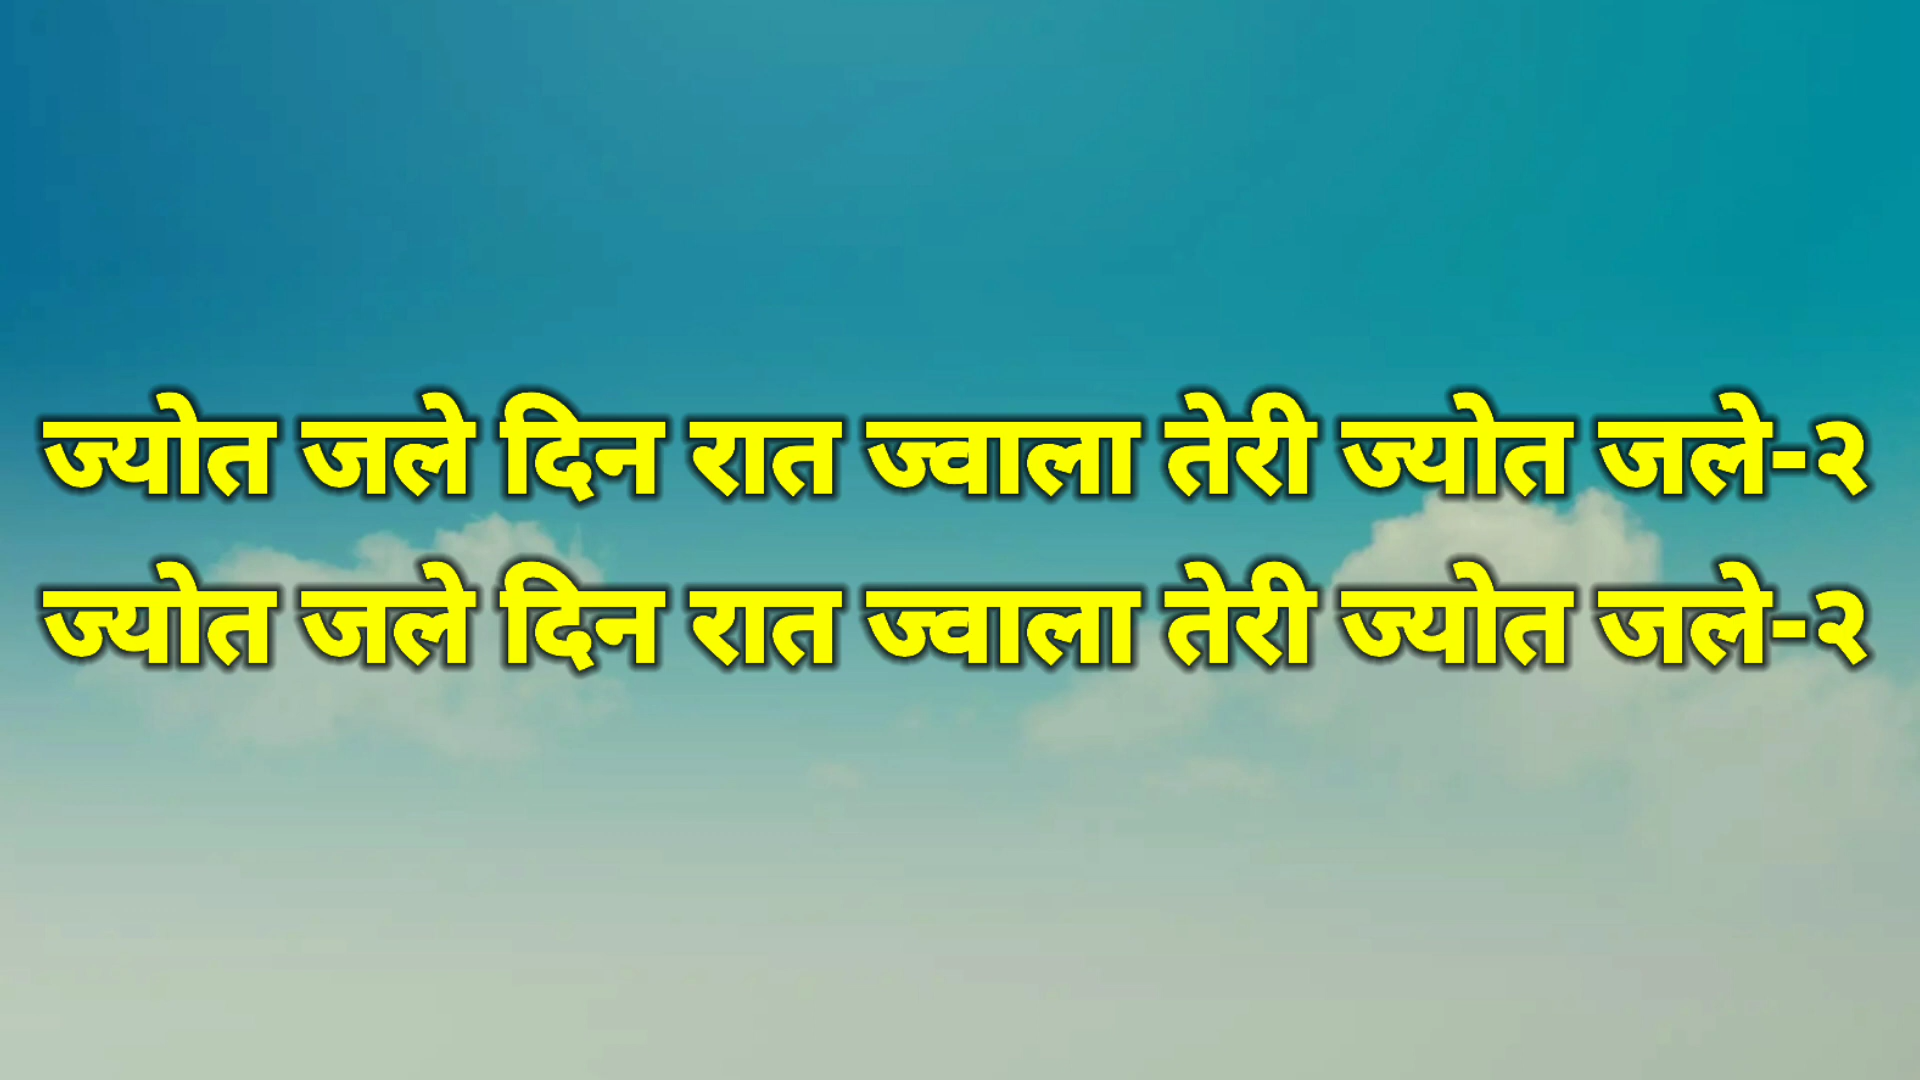 ज्योत जले दिन रात ज्वाला तेरी ज्योत जले-२
ज्योत जले दिन रात ज्वाला तेरी ज्योत जले-२